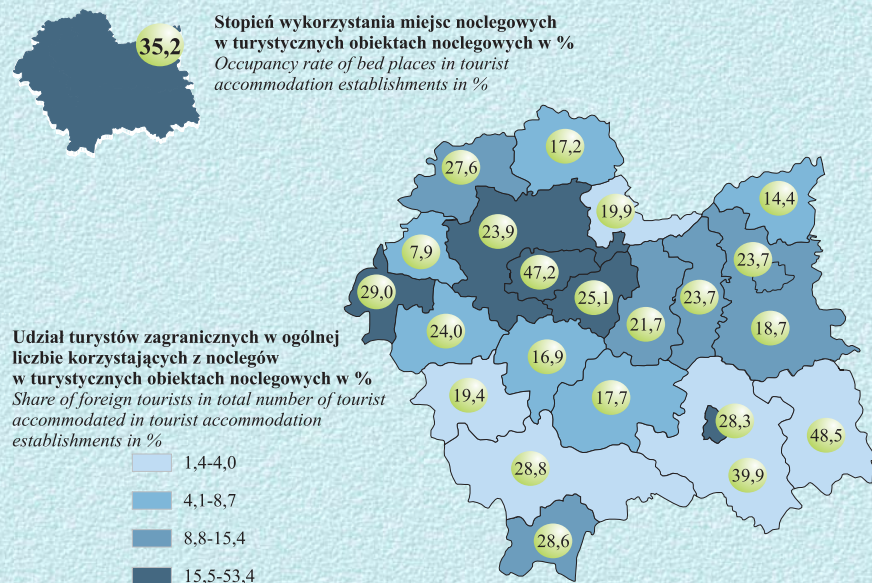 35,2
Stopień wykorzystania miejsc noclegowych
w turystycznych obiektach noclegowych w %
Occupancy rate of bed places in tourist
accommodation establishments in %
17,2
27,6
14,4
19,9
23,9
7,9
23,7
47,2
29,0
25,1
23,7
21,7
18,7
24,0
16,9
19,4
17,7
28,3
48,5
28,8
39,9
28,6
Udział turystów zagranicznych w ogólnej
liczbie korzystających z noclegów
w turystycznych obiektach noclegowych w %
Share of foreign tourists in total number of tourist
accommodated in tourist accommodation
establishments in %
1,4-4,0
4,1-8,7
8,8-15,4
15,5-53,4